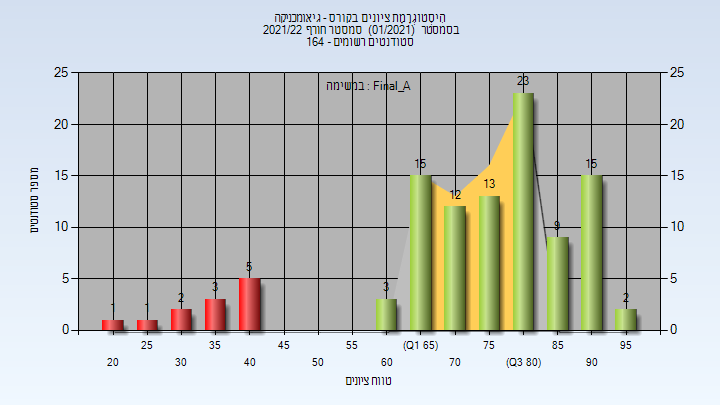 היסטוגרמת ציונים בקורס - גיאומכניקה
בסמסטר (01/2021) סמסטר חורף 2021/22
סטודנטים רשומים - 164
במשימה : Final_A
מספר סטודנטים
25 25
20 20
15 15
10 10
5 5
0 0
1 1 2 3 5 3 15 12 13 23 9 15 2
25 35 45 55 (Q1 65) 75 85 95
20 30 40 50 60 70 (Q3 80) 90
טווח ציונים